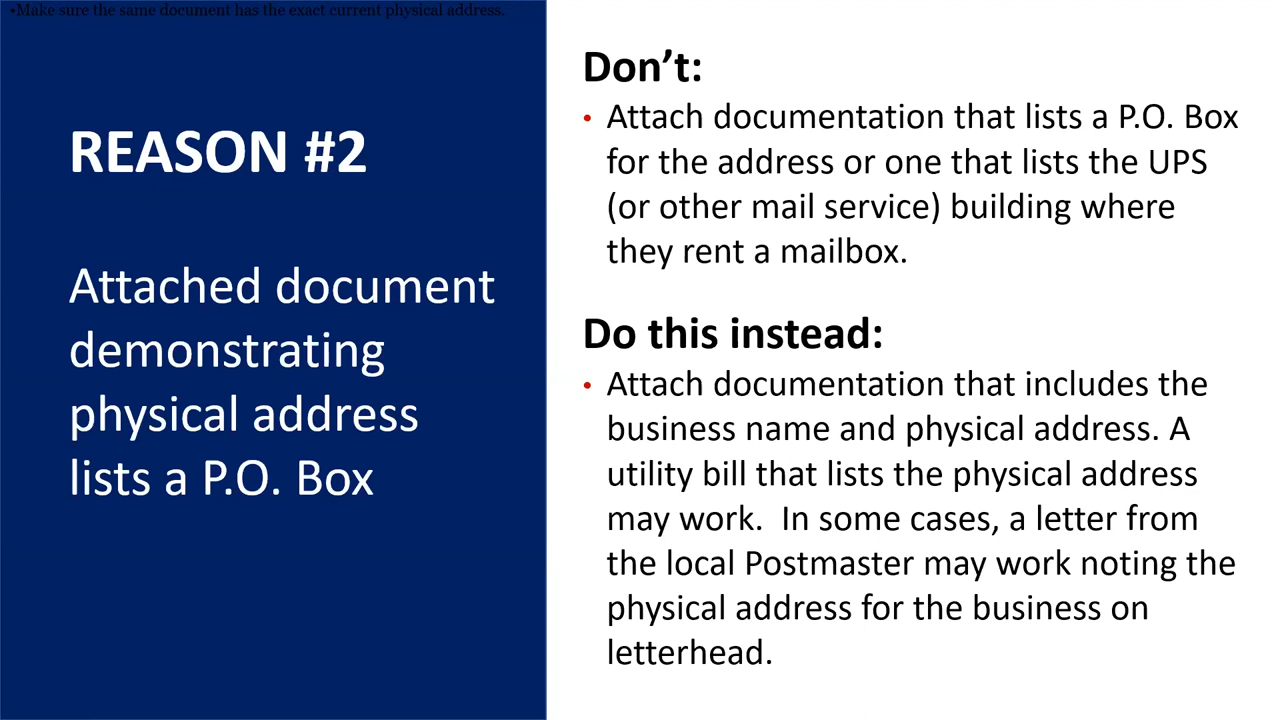 •Make sure the same document has the exact current physical address.
REASON #2
Attached document
demonstrating
physical address
lists a P.O. Box
Don’t:
• Attach documentation that lists a P.O. Box
for the address or one that lists the UPS
(or other mail service) building where
they rent a mailbox.
Do this instead:
• Attach documentation that includes the
business name and physical address. A
utility bill that lists the physical address
may work.  In some cases, a letter from
the local Postmaster may work noting the
physical address for the business on
letterhead.